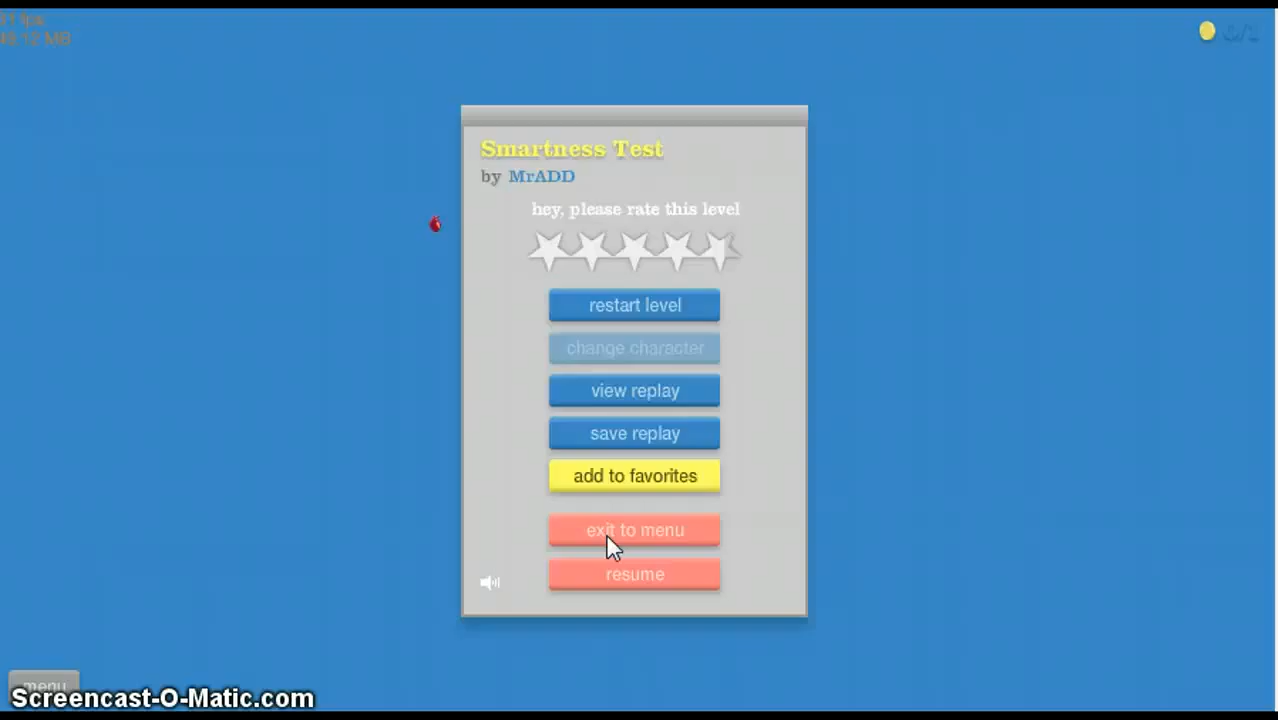 Smartness Test
by MrADD
hey, please rate this level
restart level
change character
view replay
save replay
add to favorites
exit to menu
resume
menu
Screencast-O-Matic.com